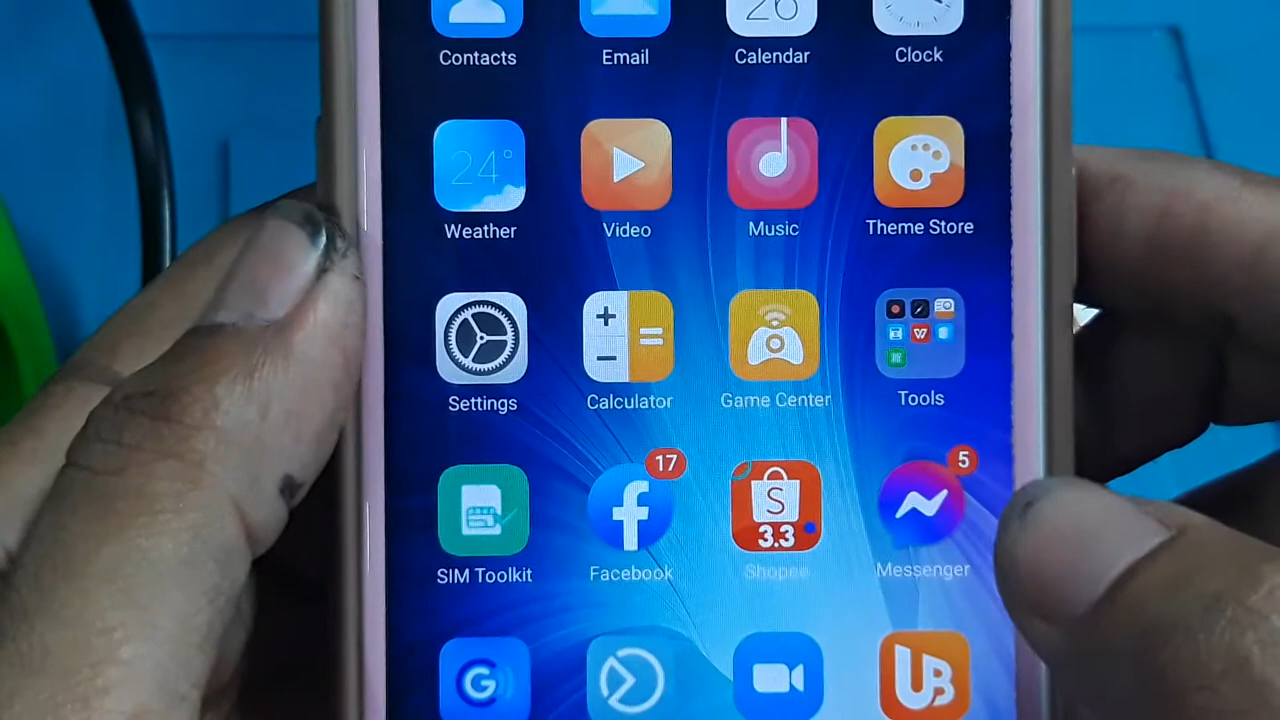 26
Contacts Email Calendar Clock
24°
Weather Video Music Theme Store
Settings Calculator Game Center Tools
17 5
S
3.3
SIM Toolkit Facebook Shopee Messenger
G UB